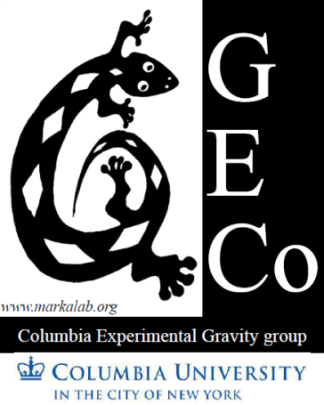 G
E
Co
www.markalab.org
Columbia Experimental Gravity group
COLUMBIA UNIVERSITY
IN THE CITY OF NEW YORK